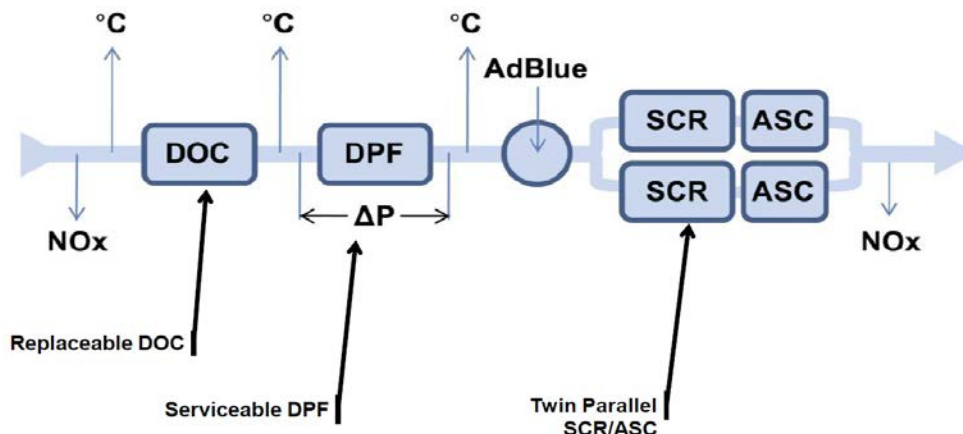 °C
°C
°C
AdBlue
SCR
ASC
DOC
DPF
SCR
ASC
ΔP
NOx
NOx
Replaceable DOC
Serviceable DPF
Twin Parallel
SCR/ASC